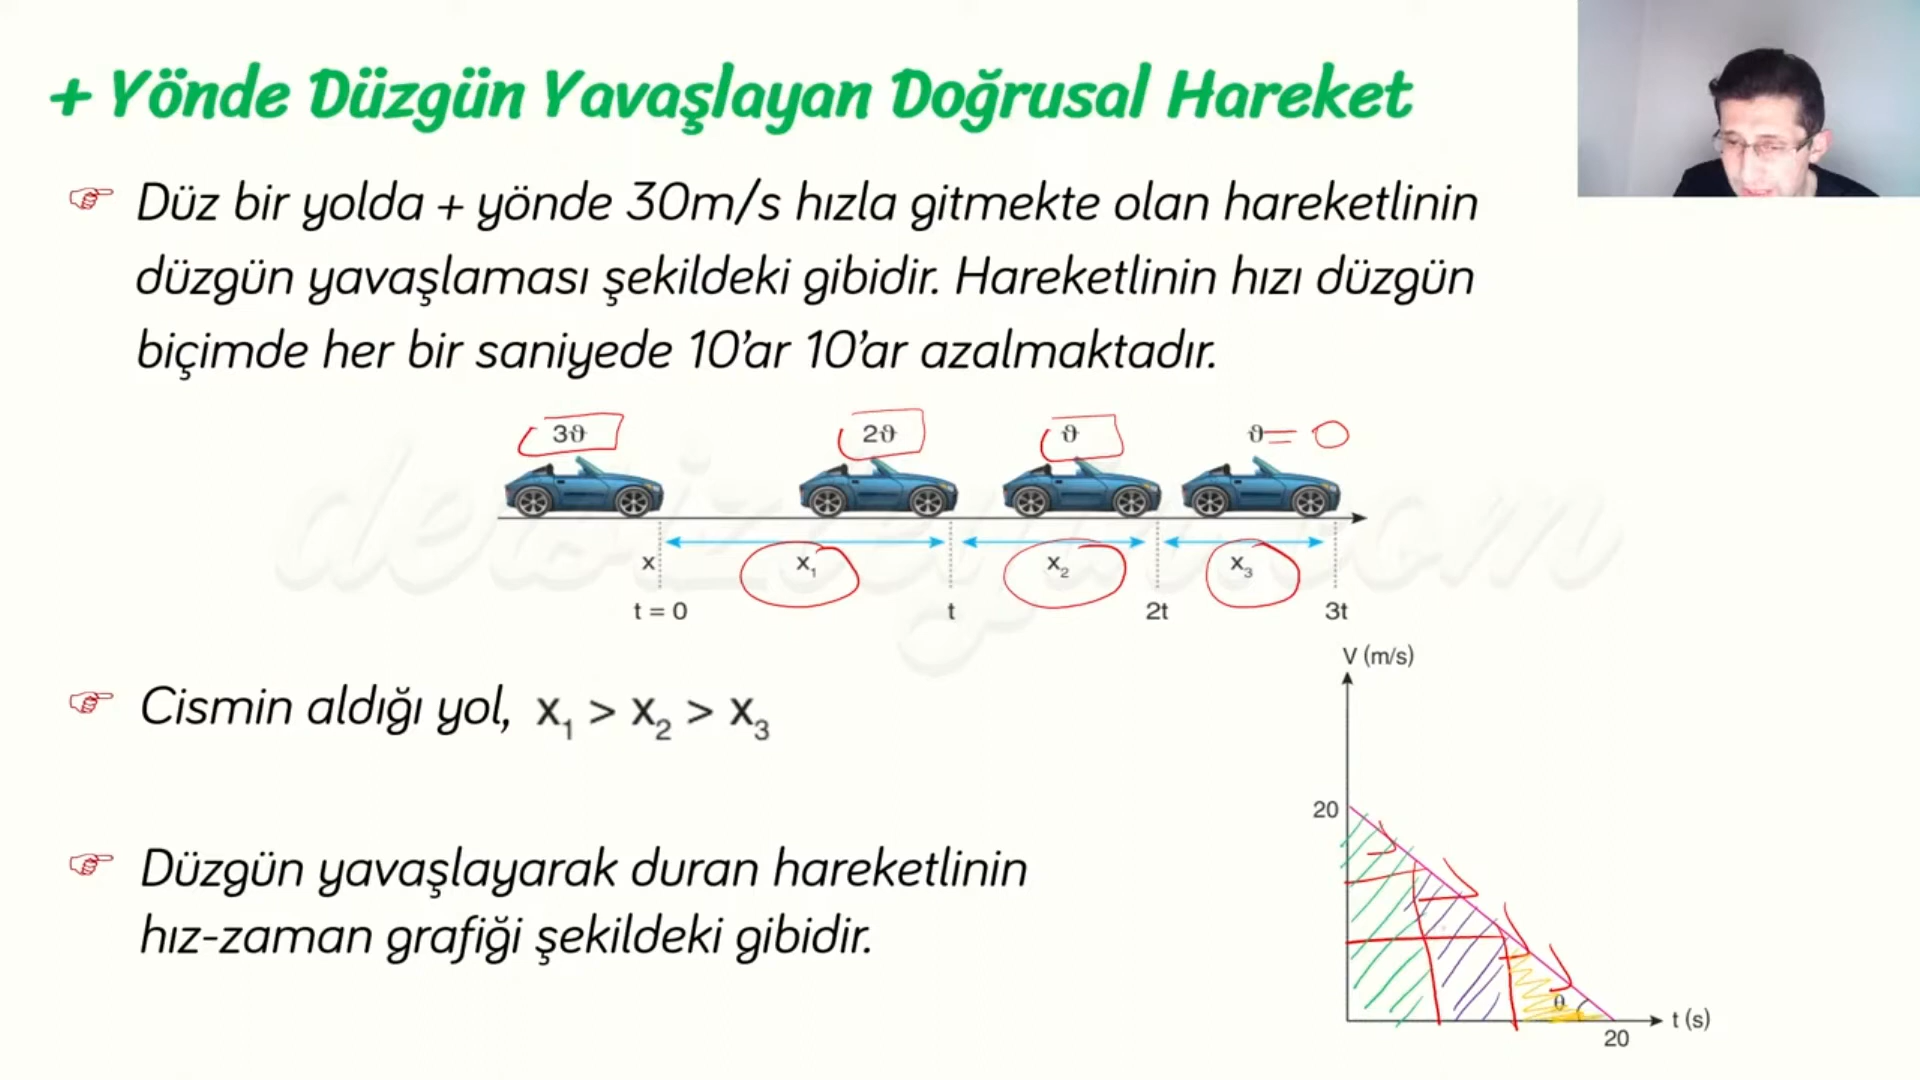 + Yönde Düzgün Yavaşlayan Doğrusal Hareket
Düz bir yolda + yönde 30m/s hızla gitmekte olan hareketlinin
düzgün yavaşlaması şekildeki gibidir. Hareketlinin hızı düzgün
biçimde her bir saniyede 10’ar 10’ar azalmaktadır.
3ϑ 2ϑ ϑ ϑ = 0
x x₁ x₂ x₃
t = 0 t 2t 3t
Cismin aldığı yol, x₁ > x₂ > x₃
Düzgün yavaşlayarak duran hareketlinin
hız-zaman grafiği şekildeki gibidir.
V (m/s)
20
θ
t (s)
20